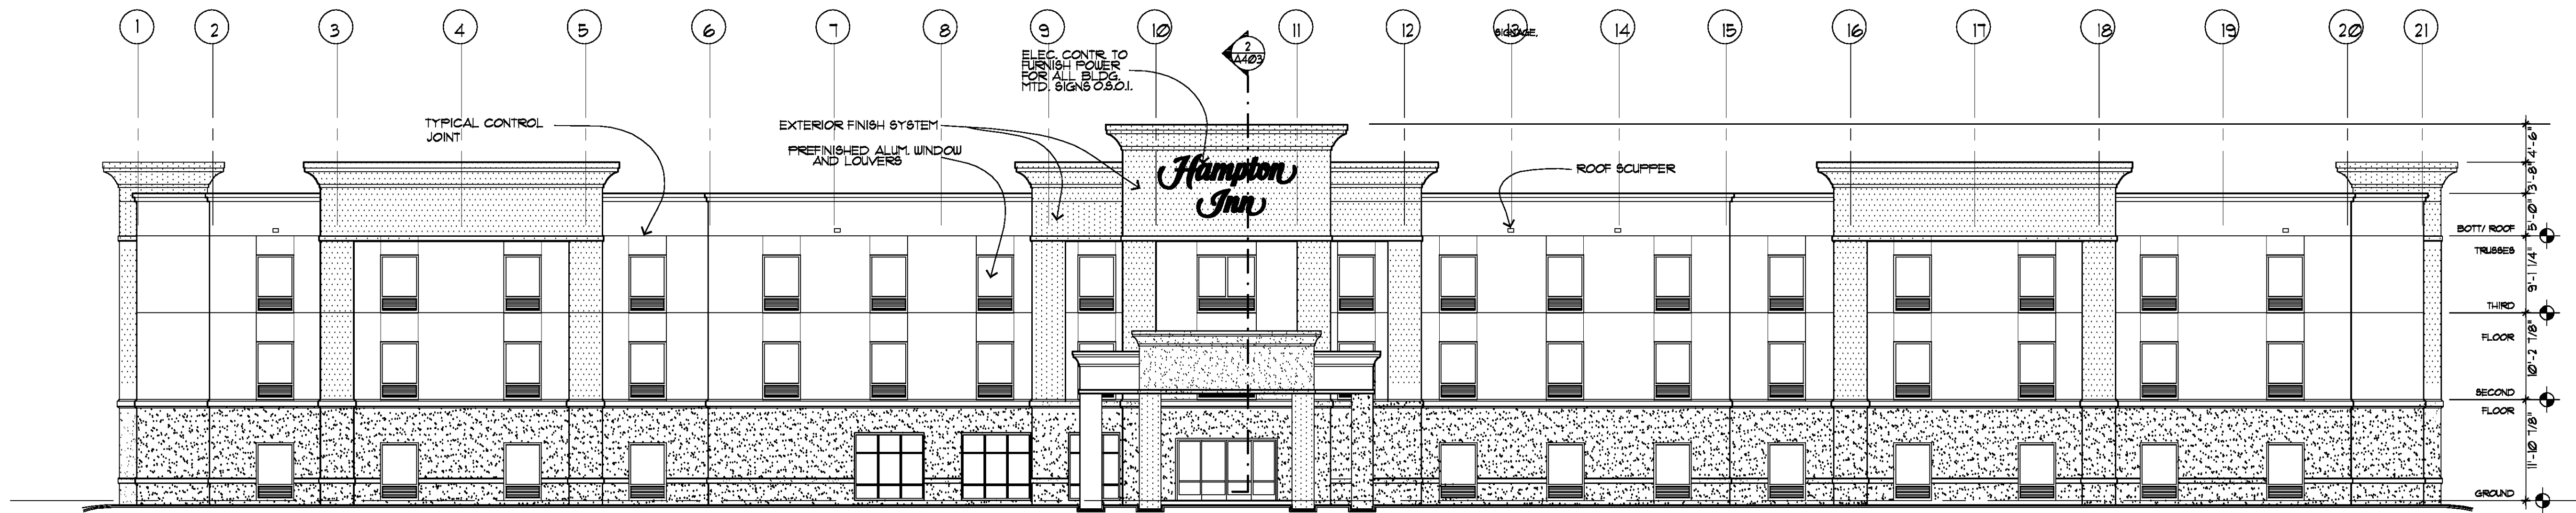 1 2 3 4 5 6 7 8 9 10 11 12 13 14 15 16 17 18 19 20 21
SIGNAGE.
2
A403
ELEC. CONTR. TO
FURNISH POWER
FOR ALL BLDG.
MTD. SIGNS O.S.O.I.
TYPICAL CONTROL
JOINT
EXTERIOR FINISH SYSTEM
PREFINISHED ALUM. WINDOW
AND LOUVERS
Hampton
Inn
ROOF SCUPPER
4'-6"
3'-8"
5'-0"
BOTT/ ROOF
TRUSSES
9'-1 1/4"
THIRD
FLOOR
10'-2 7/8"
SECOND
FLOOR
11'-10 7/8"
GROUND